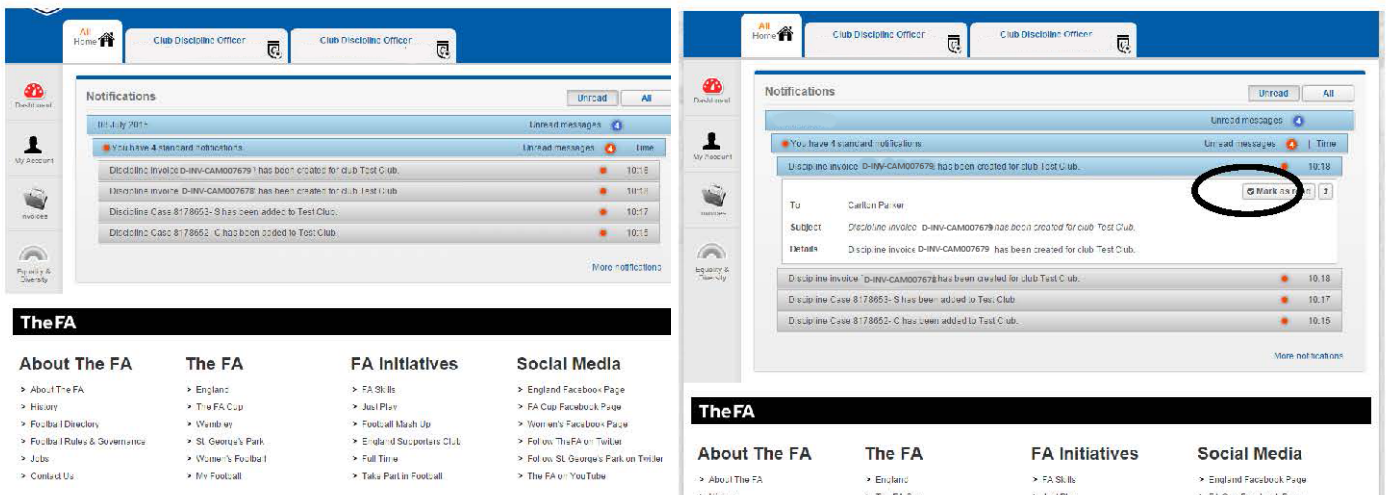 All
Home
Club Discipline Officer
Club Discipline Officer
Dashboard
My Account
Invoices
Equality &
Diversity
Notifications
Unread All
08 July 2015
Unread messages 4
You have 4 standard notifications
Unread messages 4 Time
Discipline invoice D-INV-CAM007679 has been created for club Test Club. 10:18
Discipline invoice D-INV-CAM007678 has been created for club Test Club. 10:18
Discipline Case 8178653- S has been added to Test Club. 10:17
Discipline Case 8178652- C has been added to Test Club. 10:15
More notifications
TheFA
About The FA
> About The FA
> History
> Football Directory
> Football Rules & Governance
> Jobs
> Contact Us
The FA
> England
> The FA Cup
> Wembley
> St. George's Park
> Women's Football
> My Football
FA Initiatives
> FA Skills
> Just Play
> Football Mash Up
> England Supporters Club
> Full Time
> Take Part in Football
Social Media
> England Facebook Page
> FA Cup Facebook Page
> Women's Facebook Page
> Follow TheFA on Twitter
> Follow St. George's Park on Twitter
> The FA on YouTube
All
Home
Club Discipline Officer
Club Discipline Officer
Dashboard
My Account
Invoices
Equality &
Diversity
Notifications
Unread All
Unread messages 4
You have 4 standard notifications
Unread messages 4 | Time
Discipline invoice D-INV-CAM007679 has been created for club Test Club. 10:18
Mark as read
To Carlton Parker
Subject Discipline invoice D-INV-CAM007679 has been created for club Test Club.
Details Discipline invoice D-INV-CAM007679 has been created for club Test Club.
Discipline invoice D-INV-CAM007678 has been created for club Test Club. 10:18
Discipline Case 8178653- S has been added to Test Club 10:17
Discipline Case 8178652- C has been added to Test Club. 10:15
More notifications
TheFA
About The FA
> About The FA
The FA
> England
FA Initiatives
> FA Skills
Social Media
> England Facebook Page